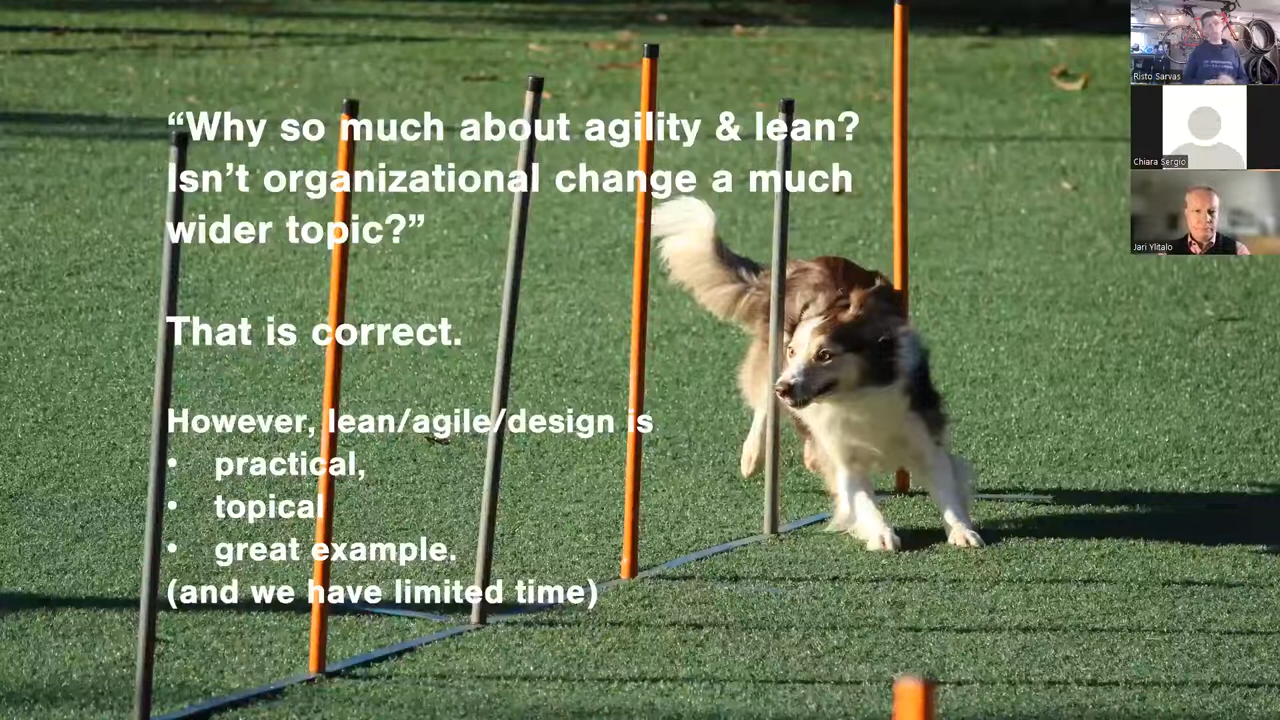 “Why so much about agility & lean?
Isn’t organizational change a much
wider topic?”
That is correct.
However, lean/agile/design is
• practical,
• topical
• great example.
(and we have limited time)
Risto Sarvas
Chiara Sergio
Jari Ylitalo